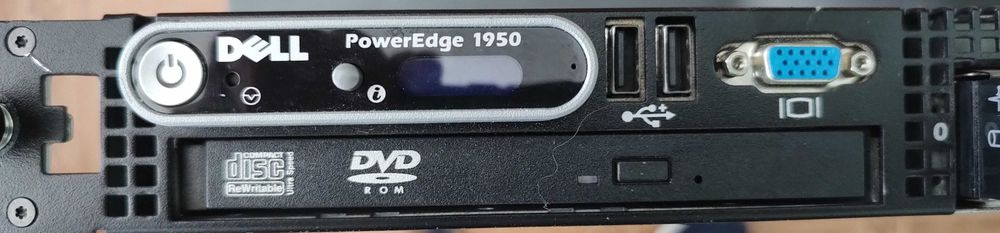 DELL
PowerEdge 1950
i
0
COMPACT
disc
ReWritable
Ultra Speed
DVD
ROM